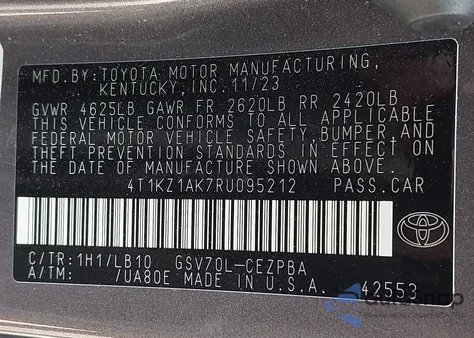 MFD. BY: TOYOTA MOTOR MANUFACTURING,
KENTUCKY, INC. 11/23
GVWR 4625LB GAWR FR 2620LB RR 2420LB
THIS VEHICLE CONFORMS TO ALL APPLICABLE
FEDERAL MOTOR VEHICLE SAFETY, BUMPER, AND
THEFT PREVENTION STANDARDS IN EFFECT ON
THE DATE OF MANUFACTURE SHOWN ABOVE.
4T1KZ1AK7RU095212 PASS.CAR
C/TR:1H1/LB10 GSV70L-CEZPBA
A/TM: /UA80E MADE IN U.S.A. 42553